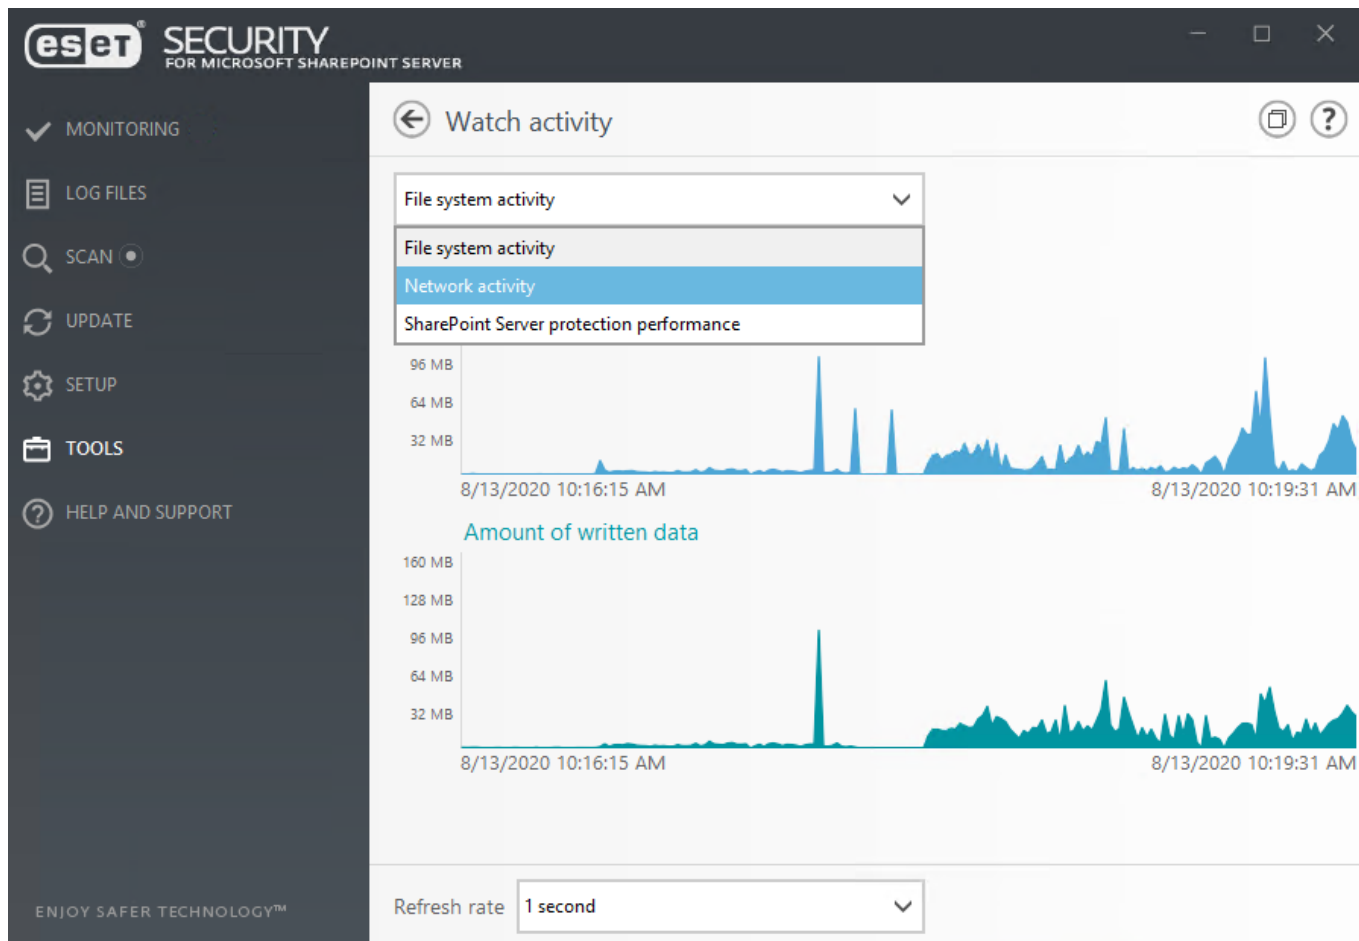 eset® SECURITY
FOR MICROSOFT SHAREPOINT SERVER
MONITORING
LOG FILES
SCAN
UPDATE
SETUP
TOOLS
HELP AND SUPPORT
ENJOY SAFER TECHNOLOGY™
Watch activity
?
File system activity
File system activity
Network activity
SharePoint Server protection performance
96 MB
64 MB
32 MB
8/13/2020 10:16:15 AM 8/13/2020 10:19:31 AM
Amount of written data
160 MB
128 MB
96 MB
64 MB
32 MB
8/13/2020 10:16:15 AM 8/13/2020 10:19:31 AM
Refresh rate 1 second